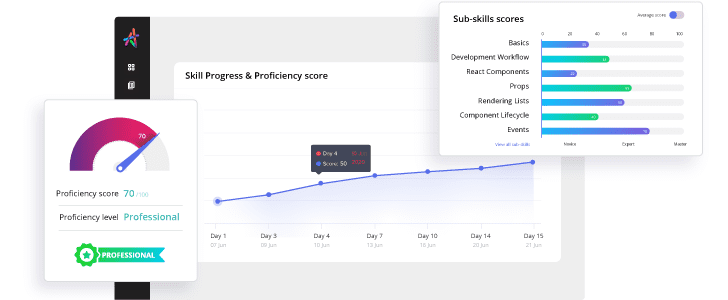 Sub-skills scores
Average score
0 20 40 60 80 100
Basics
Development Workflow
React Components
Props
Rendering Lists
Component Lifecycle
Events
View all sub-skills
Novice Expert Master
Skill Progress & Proficiency score
Day 4
Score: 50
Day 1 Day 3 Day 4 Day 7 Day 10 Day 14 Day 15
07 Jun 09 Jun 10 Jun 13 Jun 16 Jun 20 Jun 21 Jun
70
Proficiency score 70 /100
Proficiency level Professional
PROFESSIONAL